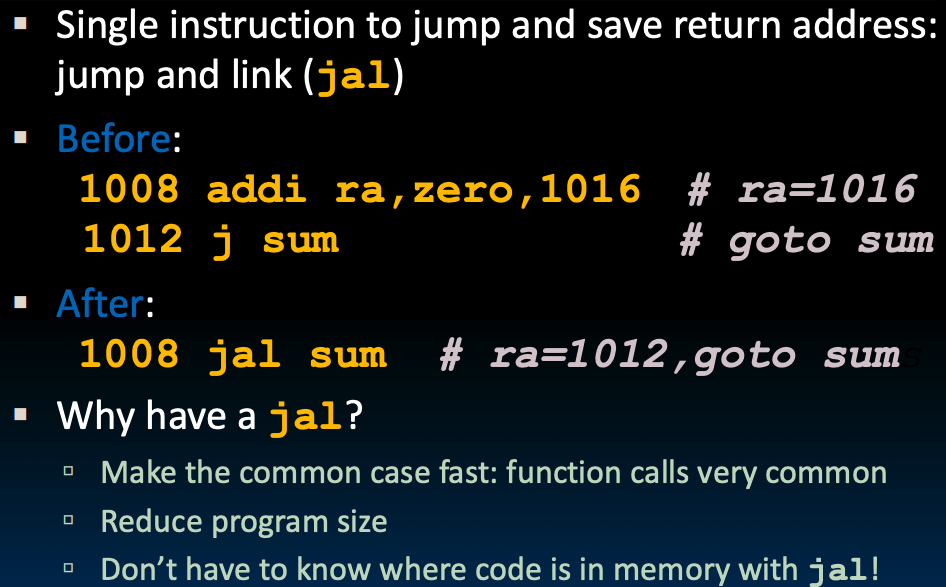 Single instruction to jump and save return address:
jump and link (jal)
Before:
1008 addi ra,zero,1016 # ra=1016
1012 j sum # goto sum
After:
1008 jal sum # ra=1012,goto sums
Why have a jal?
Make the common case fast: function calls very common
Reduce program size
Don’t have to know where code is in memory with jal!